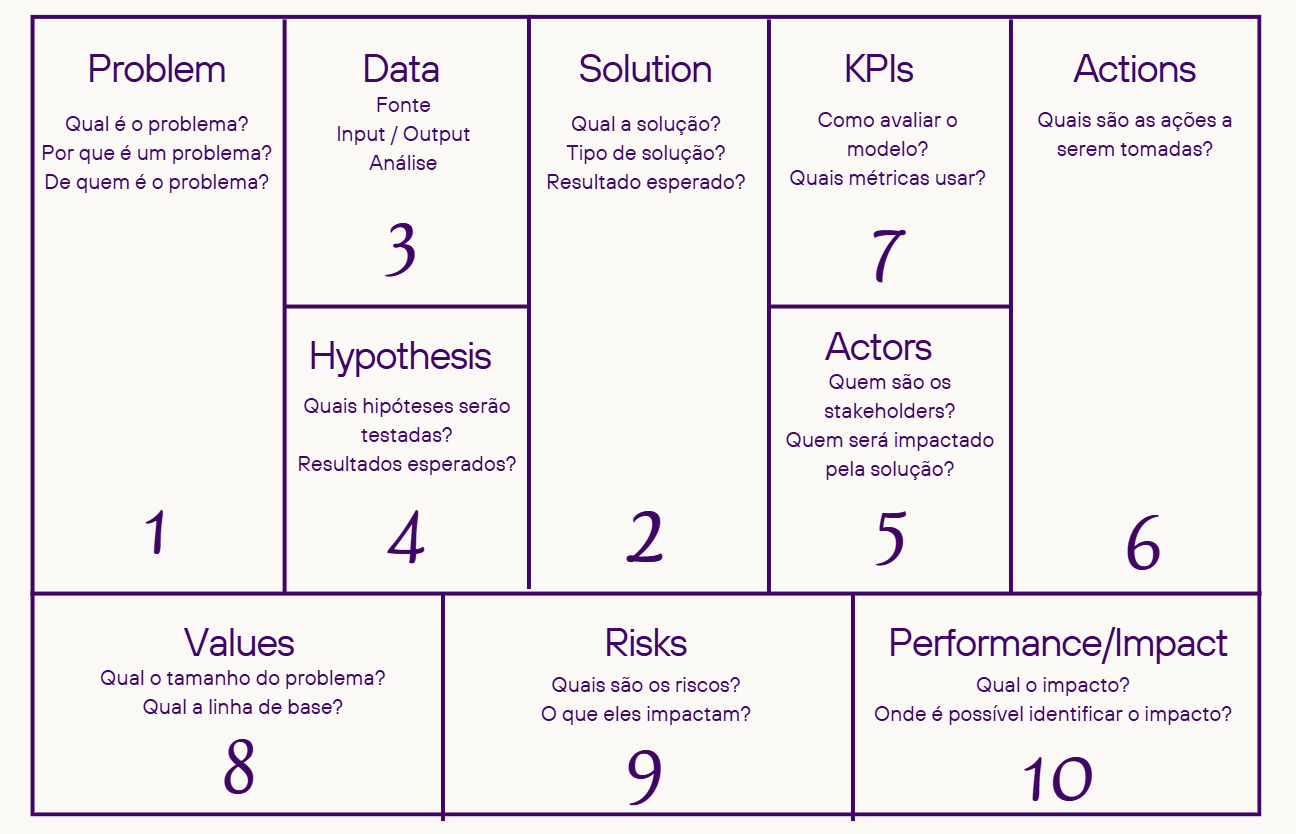 Problem
Qual é o problema?
Por que é um problema?
De quem é o problema?
1
Data
Fonte
Input / Output
Análise
3
Hypothesis
Quais hipóteses serão
testadas?
Resultados esperados?
4
Solution
Qual a solução?
Tipo de solução?
Resultado esperado?
2
KPIs
Como avaliar o
modelo?
Quais métricas usar?
7
Actors
Quem são os
stakeholders?
Quem será impactado
pela solução?
5
Actions
Quais são as ações a
serem tomadas?
6
Values
Qual o tamanho do problema?
Qual a linha de base?
8
Risks
Quais são os riscos?
O que eles impactam?
9
Performance/Impact
Qual o impacto?
Onde é possível identificar o impacto?
10